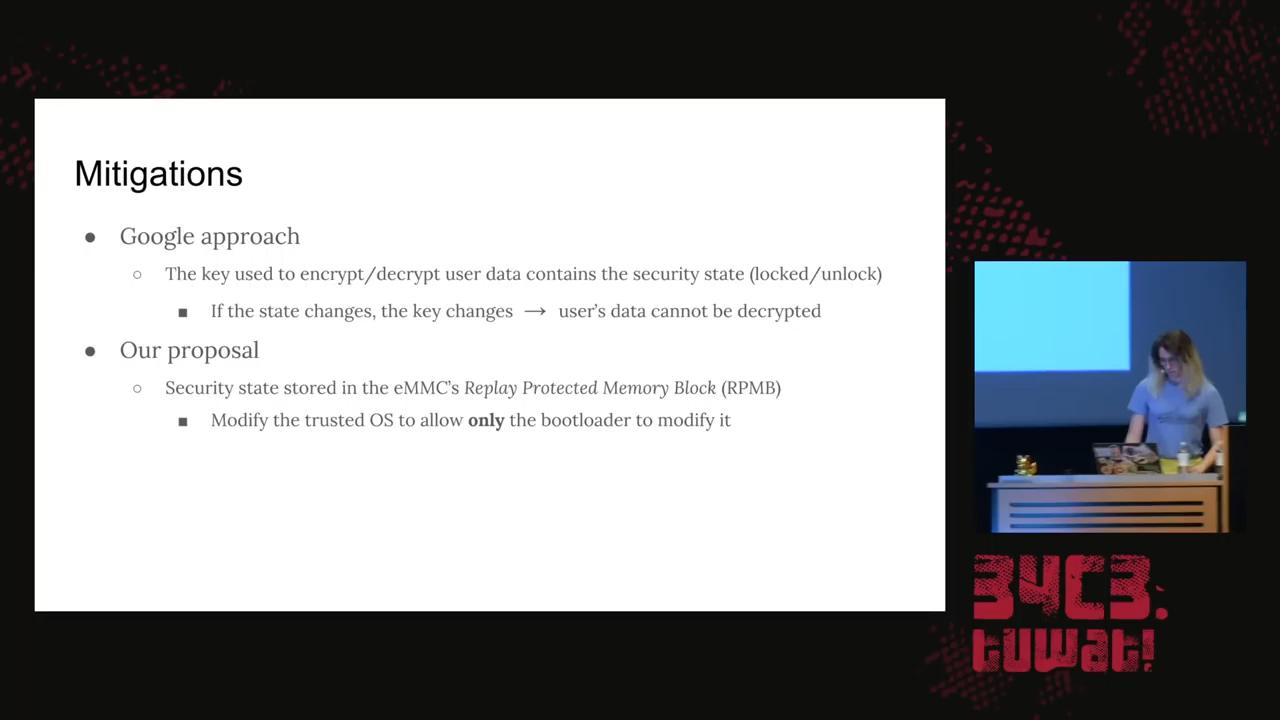 Mitigations
● Google approach
○ The key used to encrypt/decrypt user data contains the security state (locked/unlock)
■ If the state changes, the key changes → user's data cannot be decrypted
● Our proposal
○ Security state stored in the eMMC's Replay Protected Memory Block (RPMB)
■ Modify the trusted OS to allow only the bootloader to modify it
34C3.
tuwat!